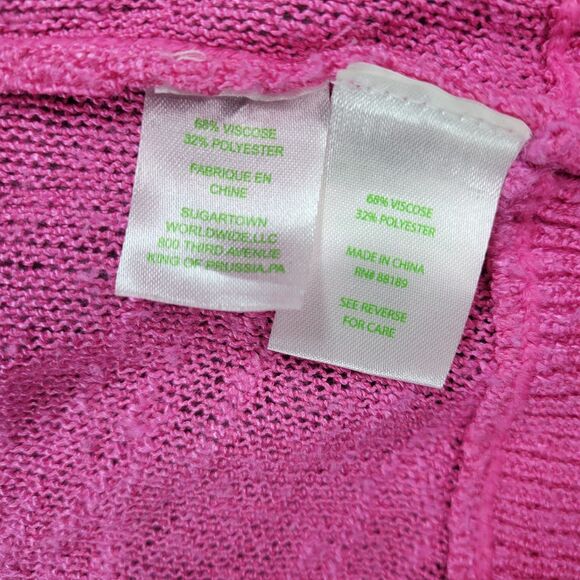 68% VISCOSE
32% POLYESTER
FABRIQUE EN
CHINE
SUGARTOWN
WORLDWIDE,LLC
800 THIRD AVENUE
KING OF PRUSSIA,PA
68% VISCOSE
32% POLYESTER
MADE IN CHINA
RN# 88189
SEE REVERSE
FOR CARE